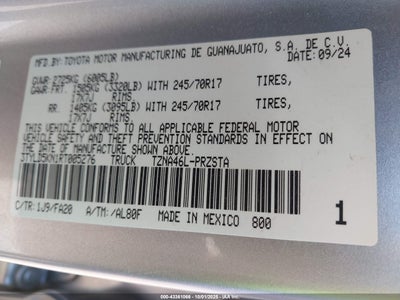 MFD.BY:TOYOTA MOTOR MANUFACTURING DE GUANAJUATO, S.A. DE C.V.
DATE:09/24
GVWR 2725KG (6005LB)
GAWR:FRT. 1505KG (3320LB) WITH 245/70R17 TIRES,
17X7J RIMS,
RR. 1405KG (3095LB) WITH 245/70R17 TIRES,
17X7J RIMS.
THIS VEHICLE CONFORMS TO ALL APPLICABLE FEDERAL MOTOR
VEHICLE SAFETY AND THEFT PREVENTION STANDARDS IN
EFFECT ON THE DATE OF MANUFACTURE SHOWN ABOVE.
3TYLD5KN1RT005276 TRUCK TZNA46L-PRZSTA
C/TR:1J9/FA20 A/TM:/AL80F MADE IN MEXICO 800
1
000-43361066 - 10/01/2025 - IAA Inc.